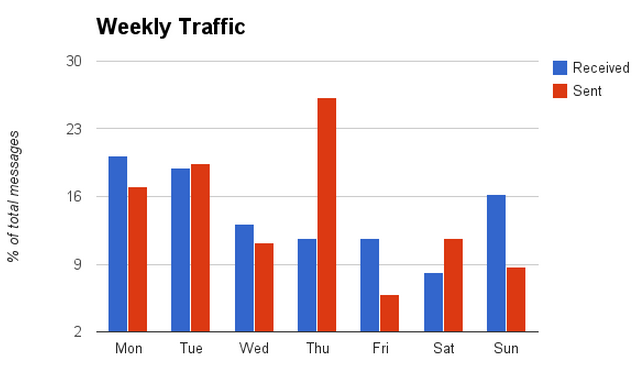 Weekly Traffic
% of total messages
30
23
16
9
2
Mon Tue Wed Thu Fri Sat Sun
Received
Sent